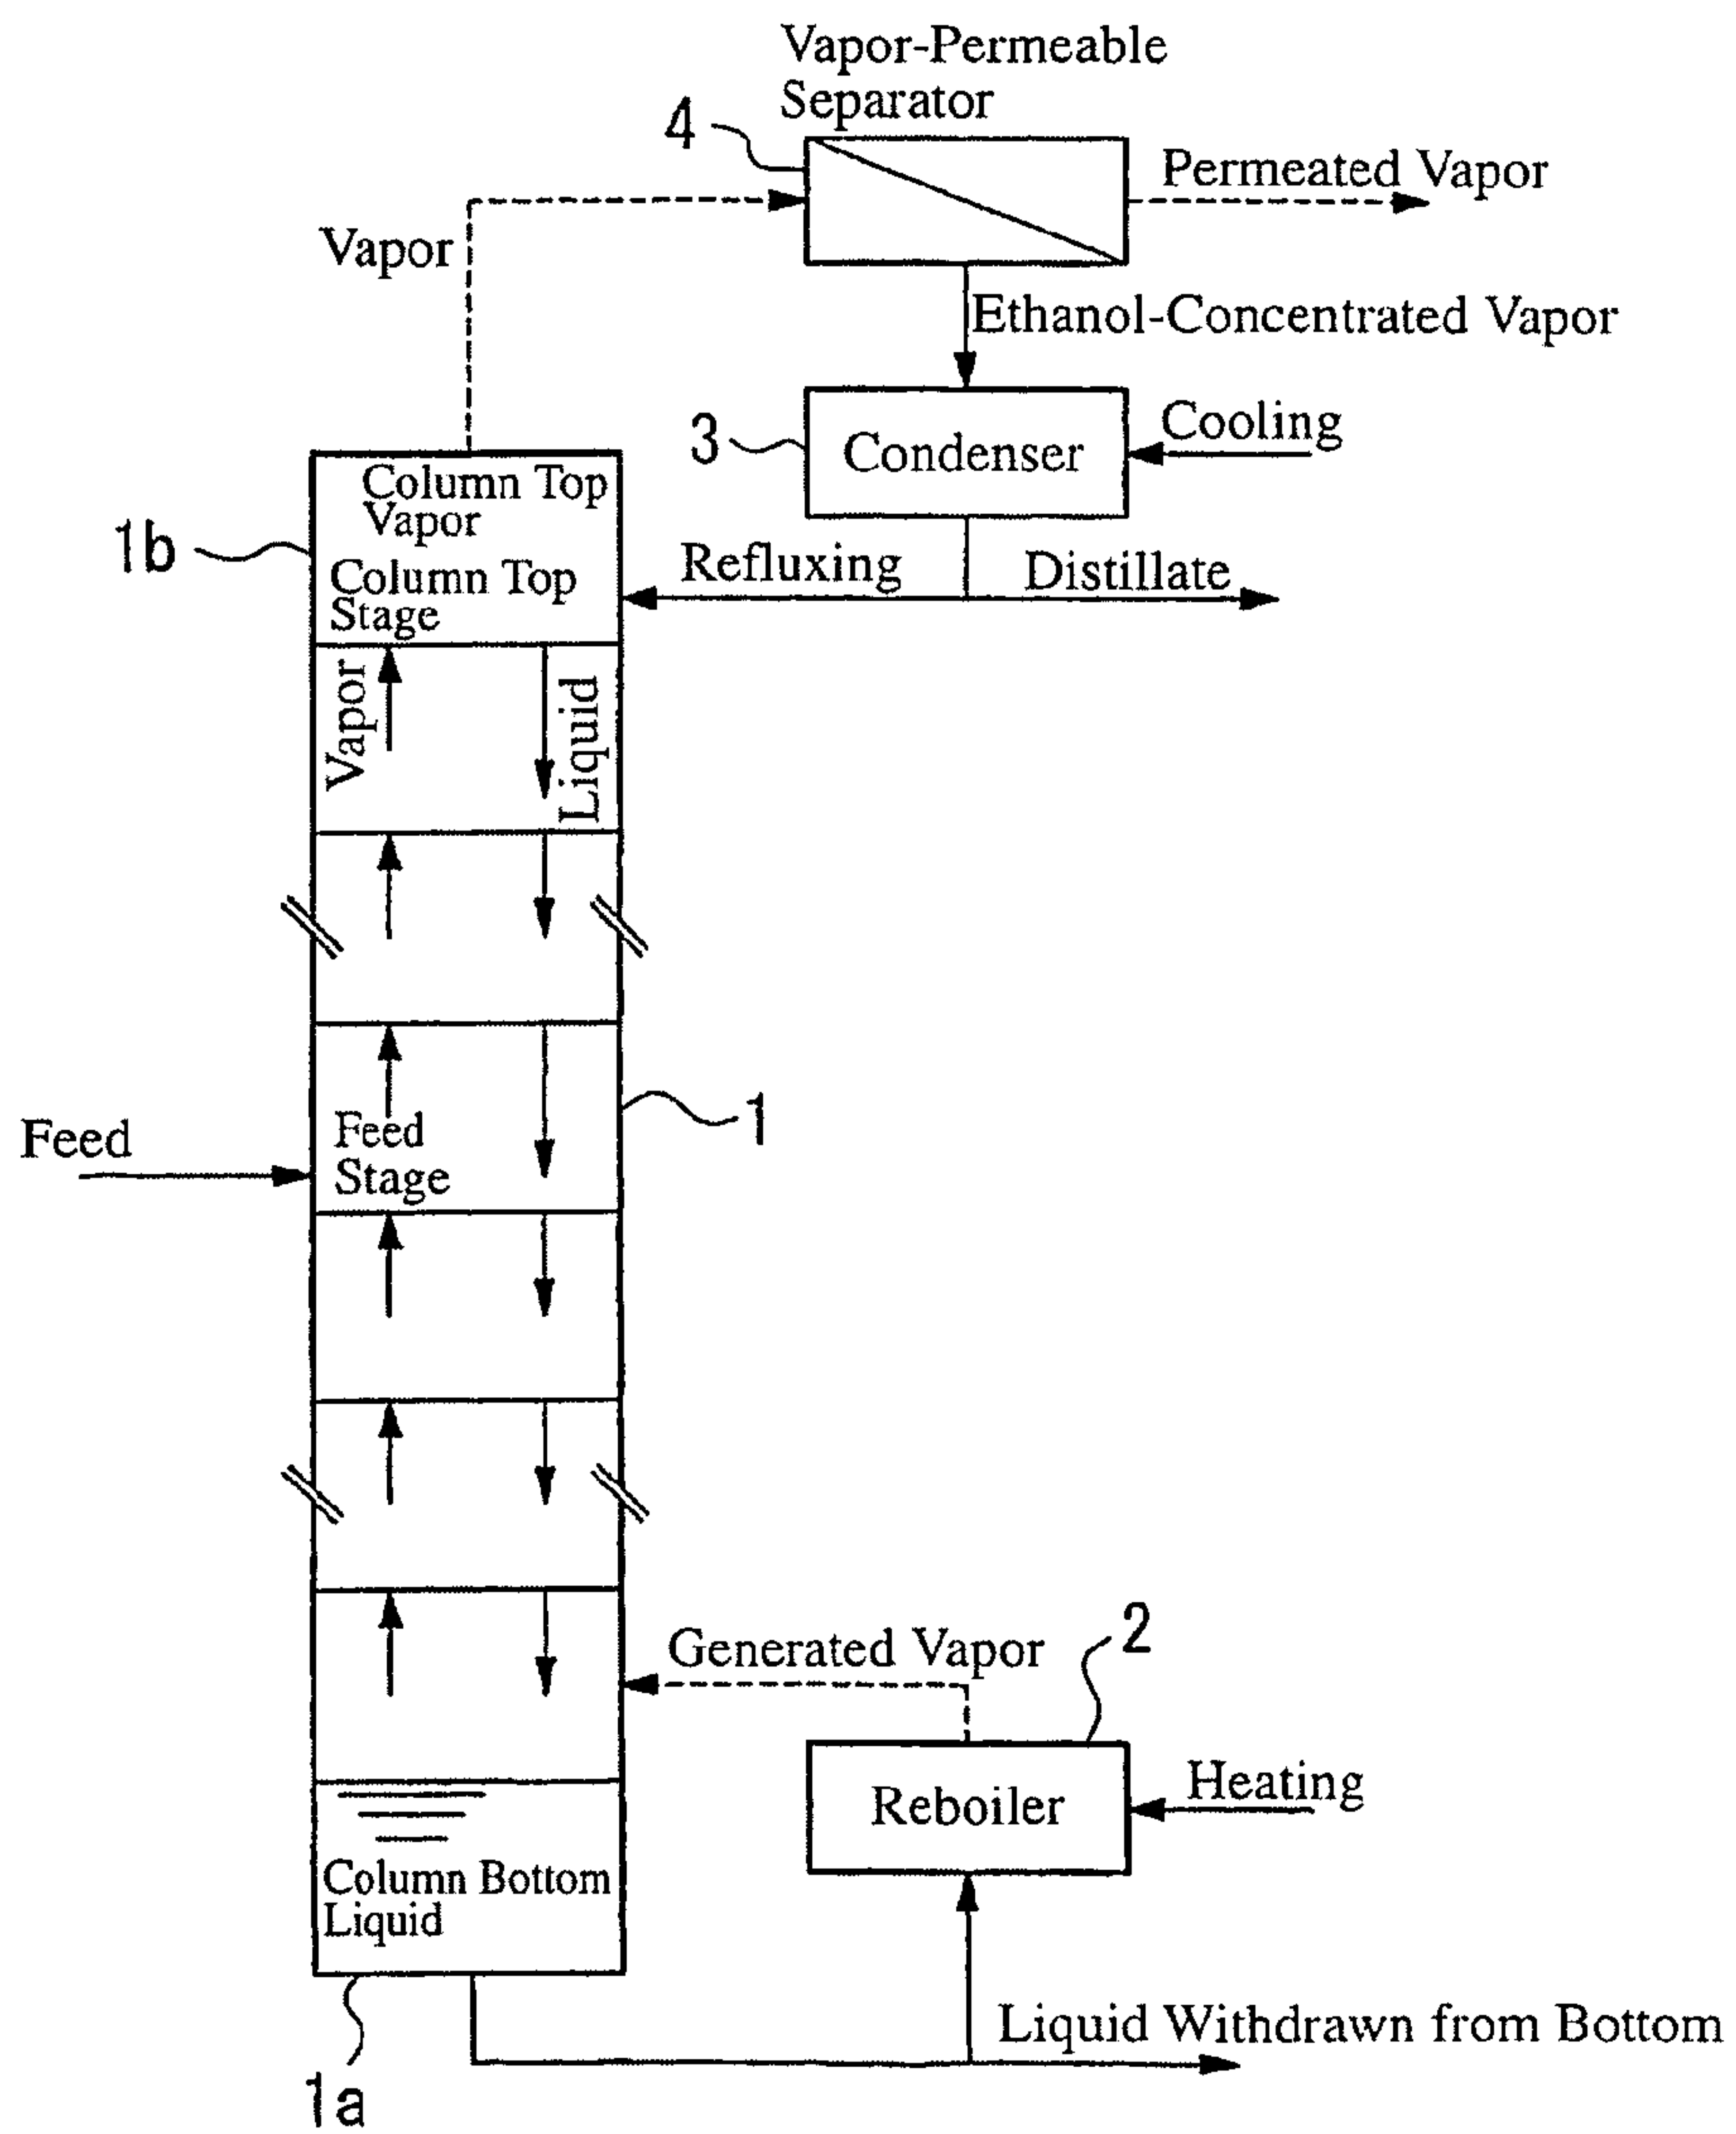 Vapor-Permeable
Separator
4
Permeated Vapor
Vapor
Ethanol-Concentrated Vapor
3
Condenser
Cooling
Column Top
Vapor
1b
Column Top
Stage
Refluxing
Distillate
Vapor
Liquid
Feed
Feed
Stage
1
Generated Vapor
2
Reboiler
Heating
Column Bottom
Liquid
Liquid Withdrawn from Bottom
1a